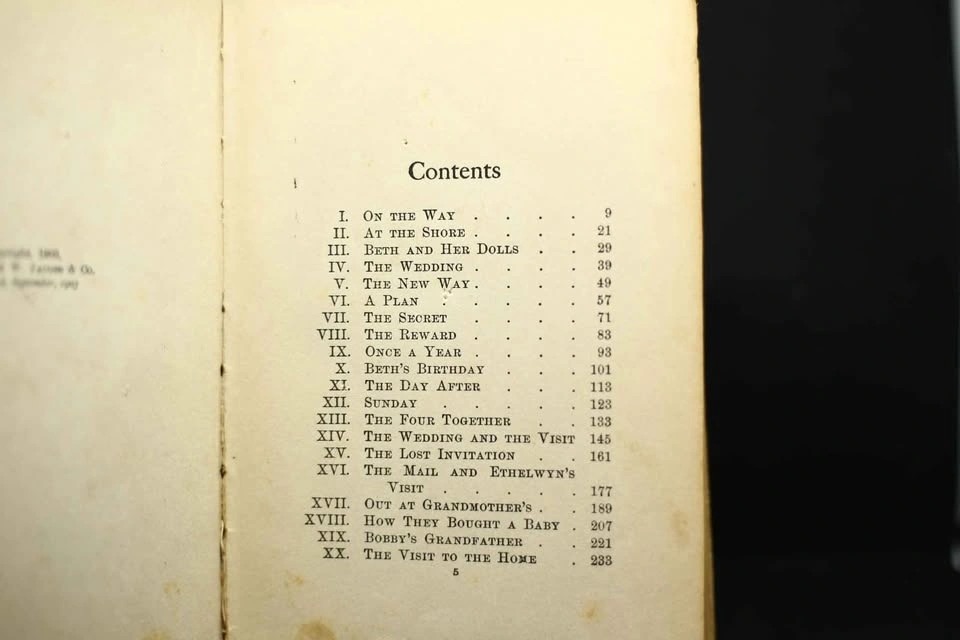 & Co.
Contents
I. ON THE WAY . . . . 9
II. AT THE SHORE . . . . 21
III. BETH AND HER DOLLS . . 29
IV. THE WEDDING . . . . 39
V. THE NEW WAY . . . . 49
VI. A PLAN . . . . . 57
VII. THE SECRET . . . . 71
VIII. THE REWARD . . . . 83
IX. ONCE A YEAR . . . . 93
X. BETH'S BIRTHDAY . . . 101
XI. THE DAY AFTER . . . 113
XII. SUNDAY . . . . . 123
XIII. THE FOUR TOGETHER . . 133
XIV. THE WEDDING AND THE VISIT 145
XV. THE LOST INVITATION . . 161
XVI. THE MAIL AND ETHELWYN'S
VISIT . . . . . 177
XVII. OUT AT GRANDMOTHER'S . . 189
XVIII. HOW THEY BOUGHT A BABY . 207
XIX. BOBBY'S GRANDFATHER . . 221
XX. THE VISIT TO THE HOME . 233
5